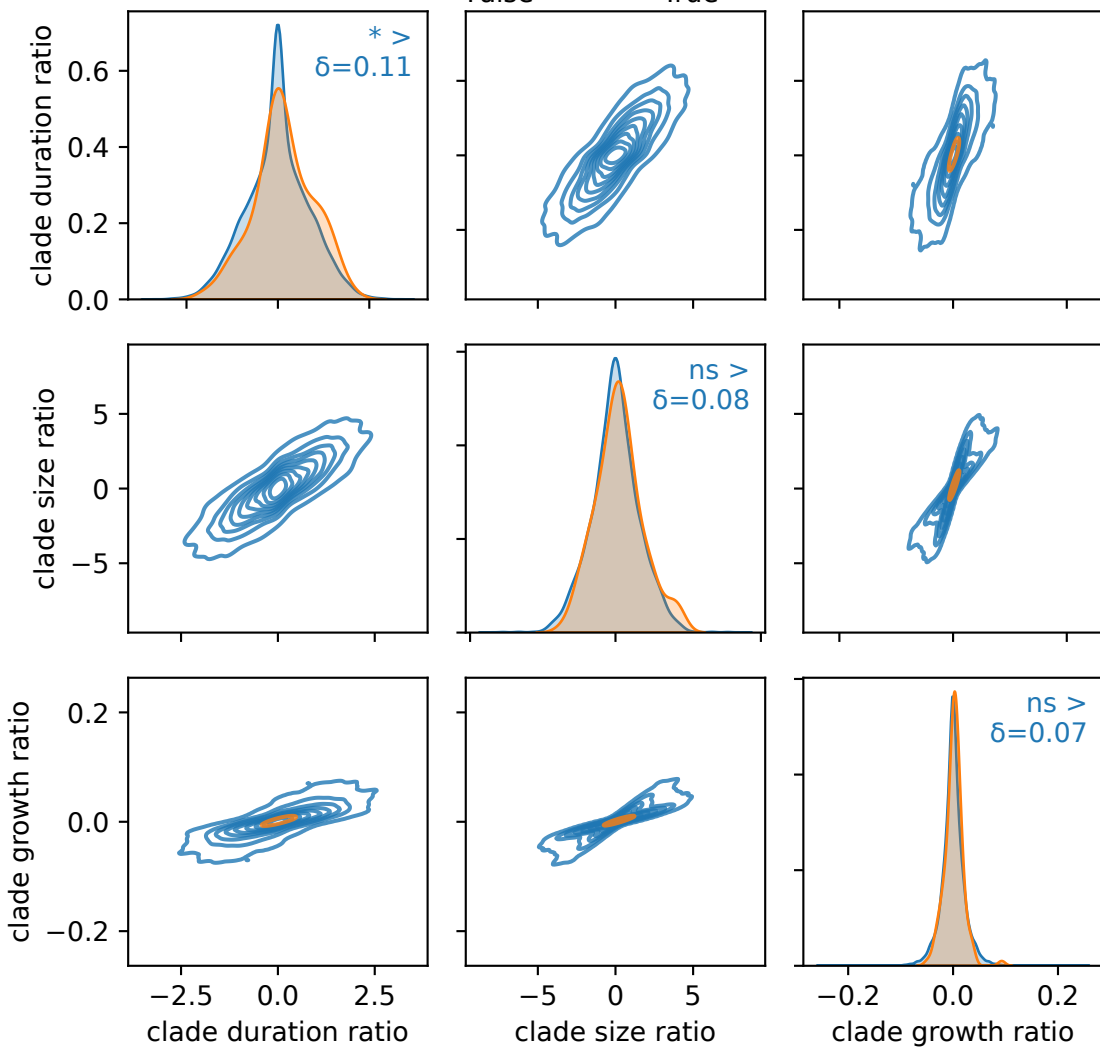 clade duration ratio
0.6
0.4
0.2
0.0
* >
δ=0.11
clade size ratio
5
0
−5
ns >
δ=0.08
clade growth ratio
0.2
0.0
−0.2
ns >
δ=0.07
−2.5 0.0 2.5
−5 0 5
−0.2 0.0 0.2
clade duration ratio
clade size ratio
clade growth ratio